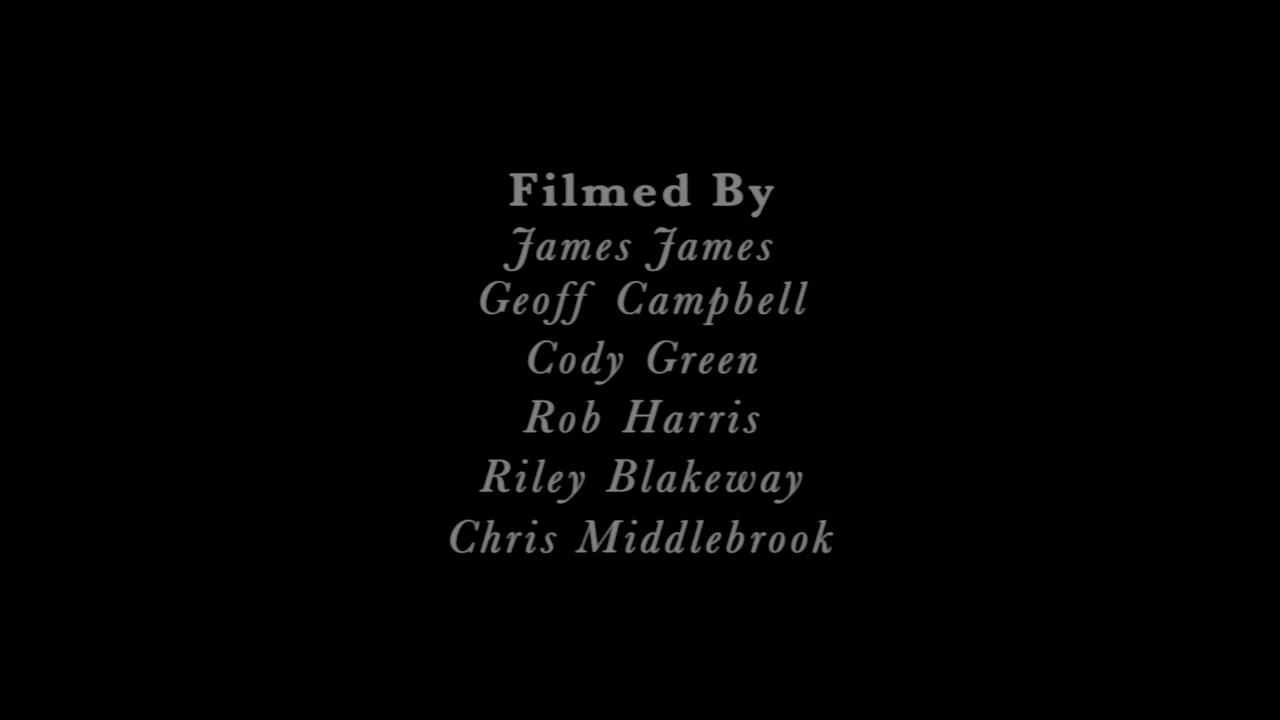 Filmed By
James James
Geoff Campbell
Cody Green
Rob Harris
Riley Blakeway
Chris Middlebrook